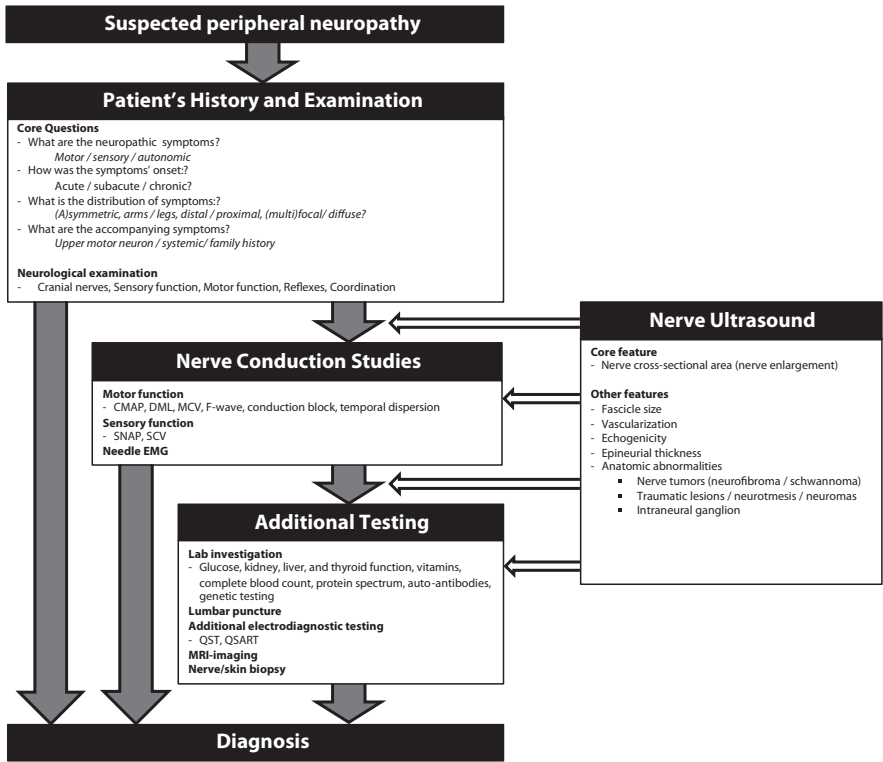 Suspected peripheral neuropathy
Patient's History and Examination
Core Questions
- What are the neuropathic symptoms?
Motor / sensory / autonomic
- How was the symptoms' onset:?
Acute / subacute / chronic?
- What is the distribution of symptoms:?
(A)symmetric, arms / legs, distal / proximal, (multi)focal/ diffuse?
- What are the accompanying symptoms?
Upper motor neuron / systemic/ family history
Neurological examination
- Cranial nerves, Sensory function, Motor function, Reflexes, Coordination
Nerve Conduction Studies
Motor function
- CMAP, DML, MCV, F-wave, conduction block, temporal dispersion
Sensory function
- SNAP, SCV
Needle EMG
Additional Testing
Lab investigation
- Glucose, kidney, liver, and thyroid function, vitamins,
complete blood count, protein spectrum, auto-antibodies,
genetic testing
Lumbar puncture
Additional electrodiagnostic testing
- QST, QSART
MRI-imaging
Nerve/skin biopsy
Diagnosis
Nerve Ultrasound
Core feature
- Nerve cross-sectional area (nerve enlargement)
Other features
- Fascicle size
- Vascularization
- Echogenicity
- Epineurial thickness
- Anatomic abnormalities
▪ Nerve tumors (neurofibroma / schwannoma)
▪ Traumatic lesions / neurotmesis / neuromas
▪ Intraneural ganglion